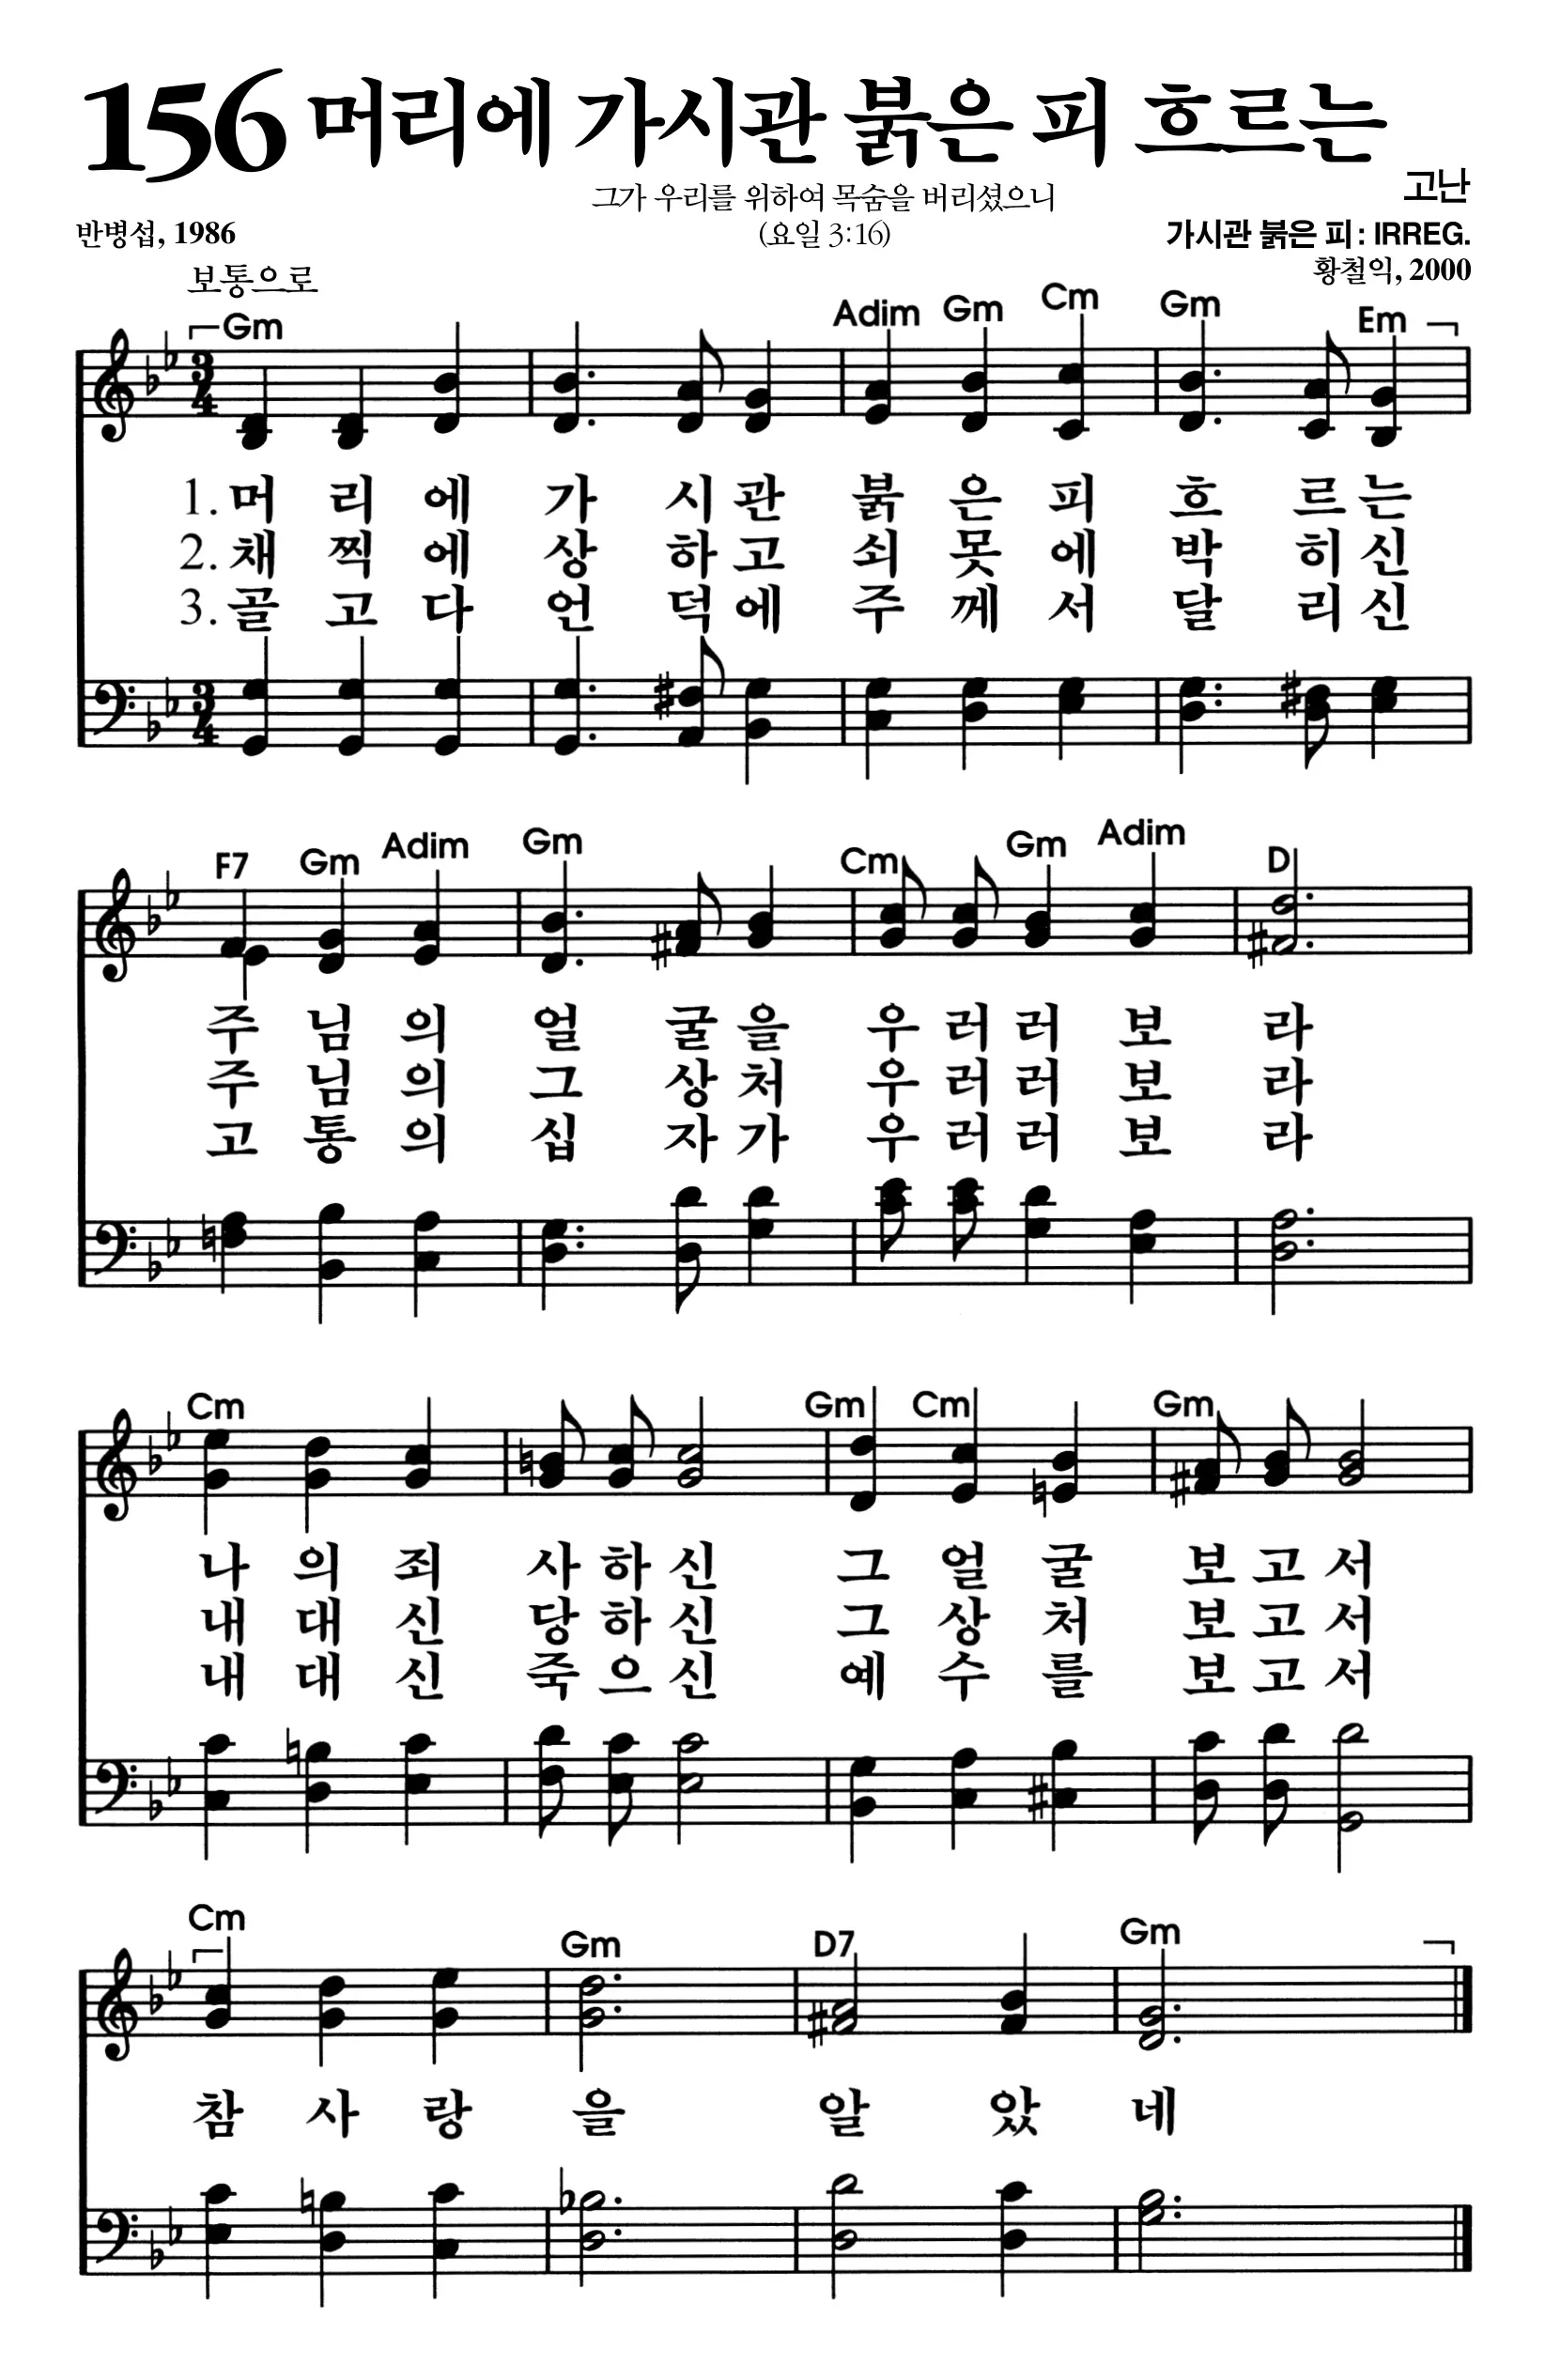 156 머리에 가시관 붉은 피 흐르는
그가 우리를 위하여 목숨을 버리셨으니
고난
반병섭, 1986
(요일 3:16)
가시관 붉은 피 : IRREG.
황철익, 2000
보통으로
Gm Adim Gm Cm Gm Em
1. 머 리 에 가 시 관 붉 은 피 흐 르 는
2. 채 찍 에 상 하 고 쇠 못 에 박 히 신
3. 골 고 다 언 덕 에 주 께 서 달 리 신
F7 Gm Adim Gm Cm Gm Adim D
주 님 의 얼 굴 을 우 러 러 보 라
주 님 의 그 상 처 우 러 러 보 라
고 통 의 십 자 가 우 러 러 보 라
Cm Gm Cm Gm
나 의 죄 사 하 신 그 얼 굴 보 고 서
내 대 신 당 하 신 그 상 처 보 고 서
내 대 신 죽 으 신 예 수 를 보 고 서
Cm Gm D7 Gm
참 사 랑 을 알 았 네